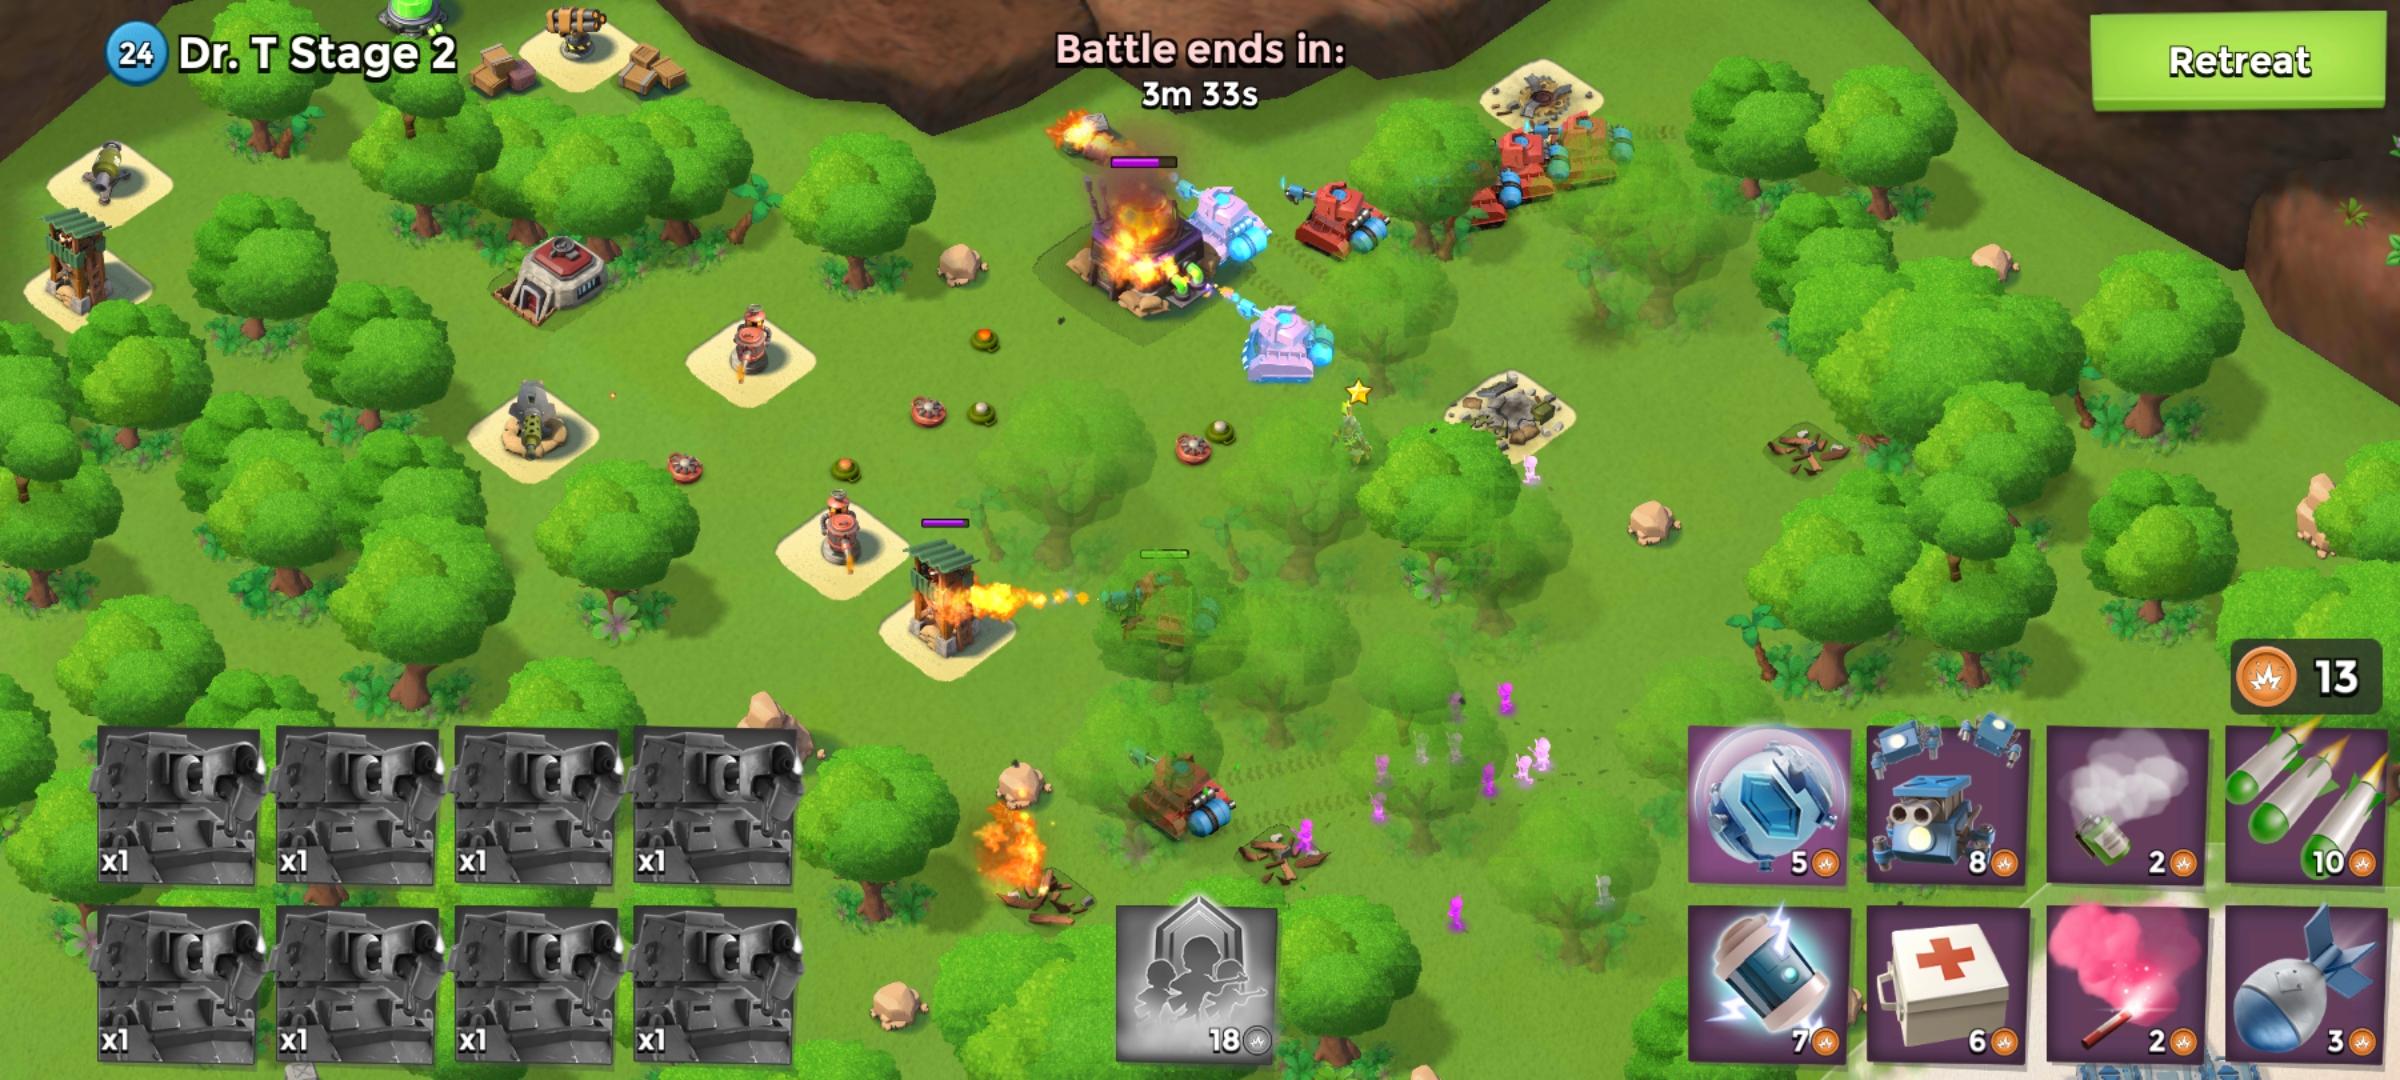 24 Dr. T Stage 2
Battle ends in:
3m 33s
Retreat
13
x1 x1 x1 x1
5 8 2 10
x1 x1 x1 x1
18
7 6 2 3